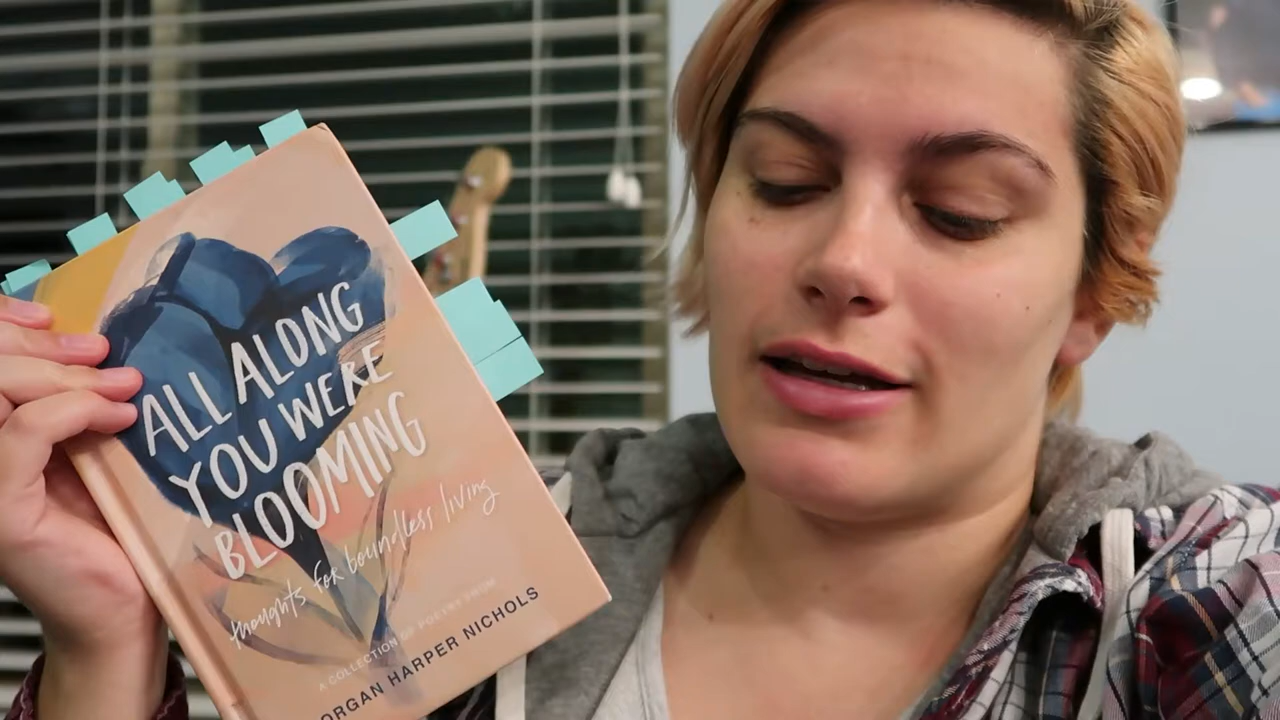 ALL ALONG
YOU WERE
BLOOMING
thoughts for boundless living
A COLLECTION OF POETRY FROM
ORGAN HARPER NICHOLS